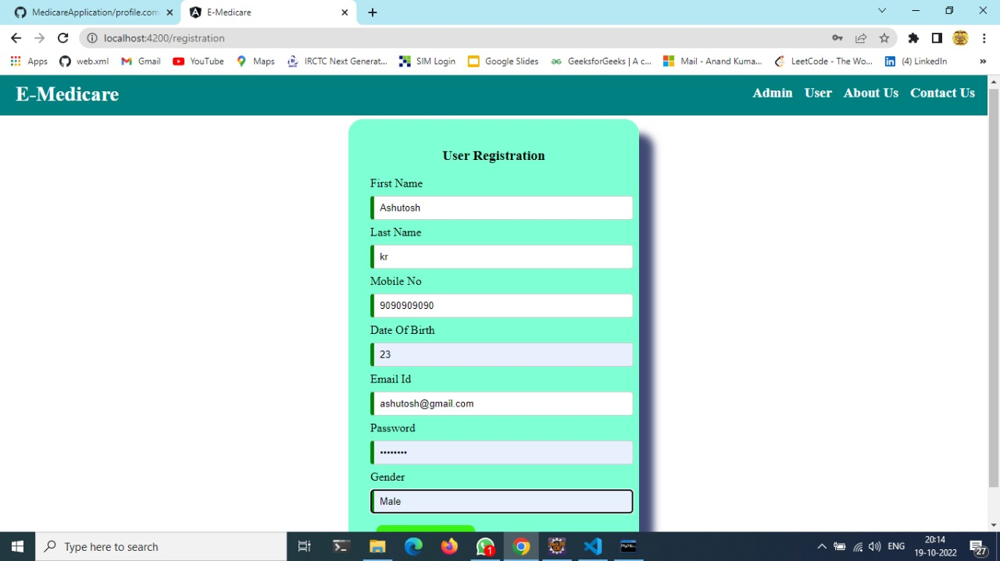 MedicareApplication/profile.com
E-Medicare
localhost:4200/registration
Apps
web.xml
Gmail
YouTube
Maps
IRCTC Next Generat...
SIM Login
Google Slides
GeeksforGeeks | A c...
Mail - Anand Kuma...
LeetCode - The Wo...
(4) LinkedIn
»
E-Medicare
Admin User About Us Contact Us
User Registration
First Name
Ashutosh
Last Name
kr
Mobile No
9090909090
Date Of Birth
23
Email Id
ashutosh@gmail.com
Password
••••••••
Gender
Male
Type here to search
1
ENG
20:14
19-10-2022
27